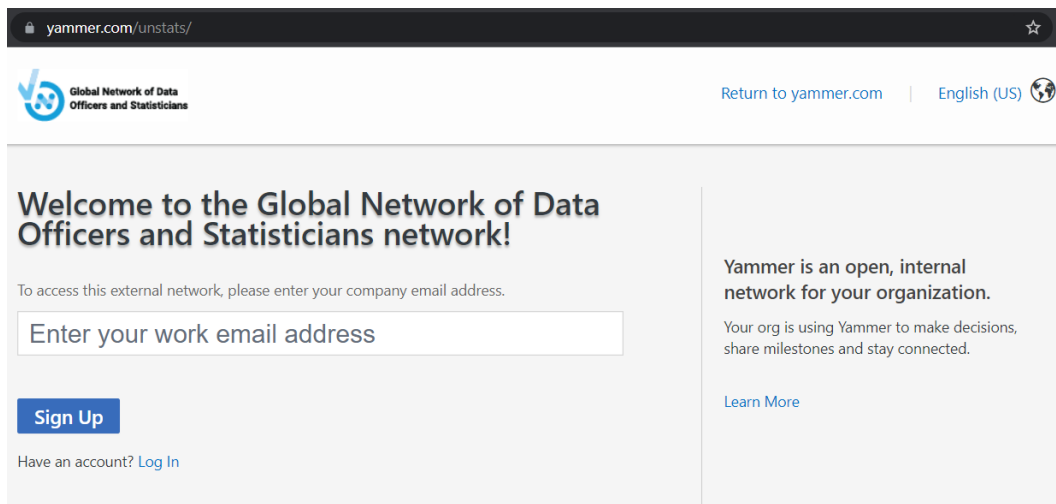 yammer.com/unstats/
Global Network of Data
Officers and Statisticians
Return to yammer.com | English (US)
Welcome to the Global Network of Data
Officers and Statisticians network!
To access this external network, please enter your company email address.
Enter your work email address
Sign Up
Have an account? Log In
Yammer is an open, internal
network for your organization.
Your org is using Yammer to make decisions,
share milestones and stay connected.
Learn More